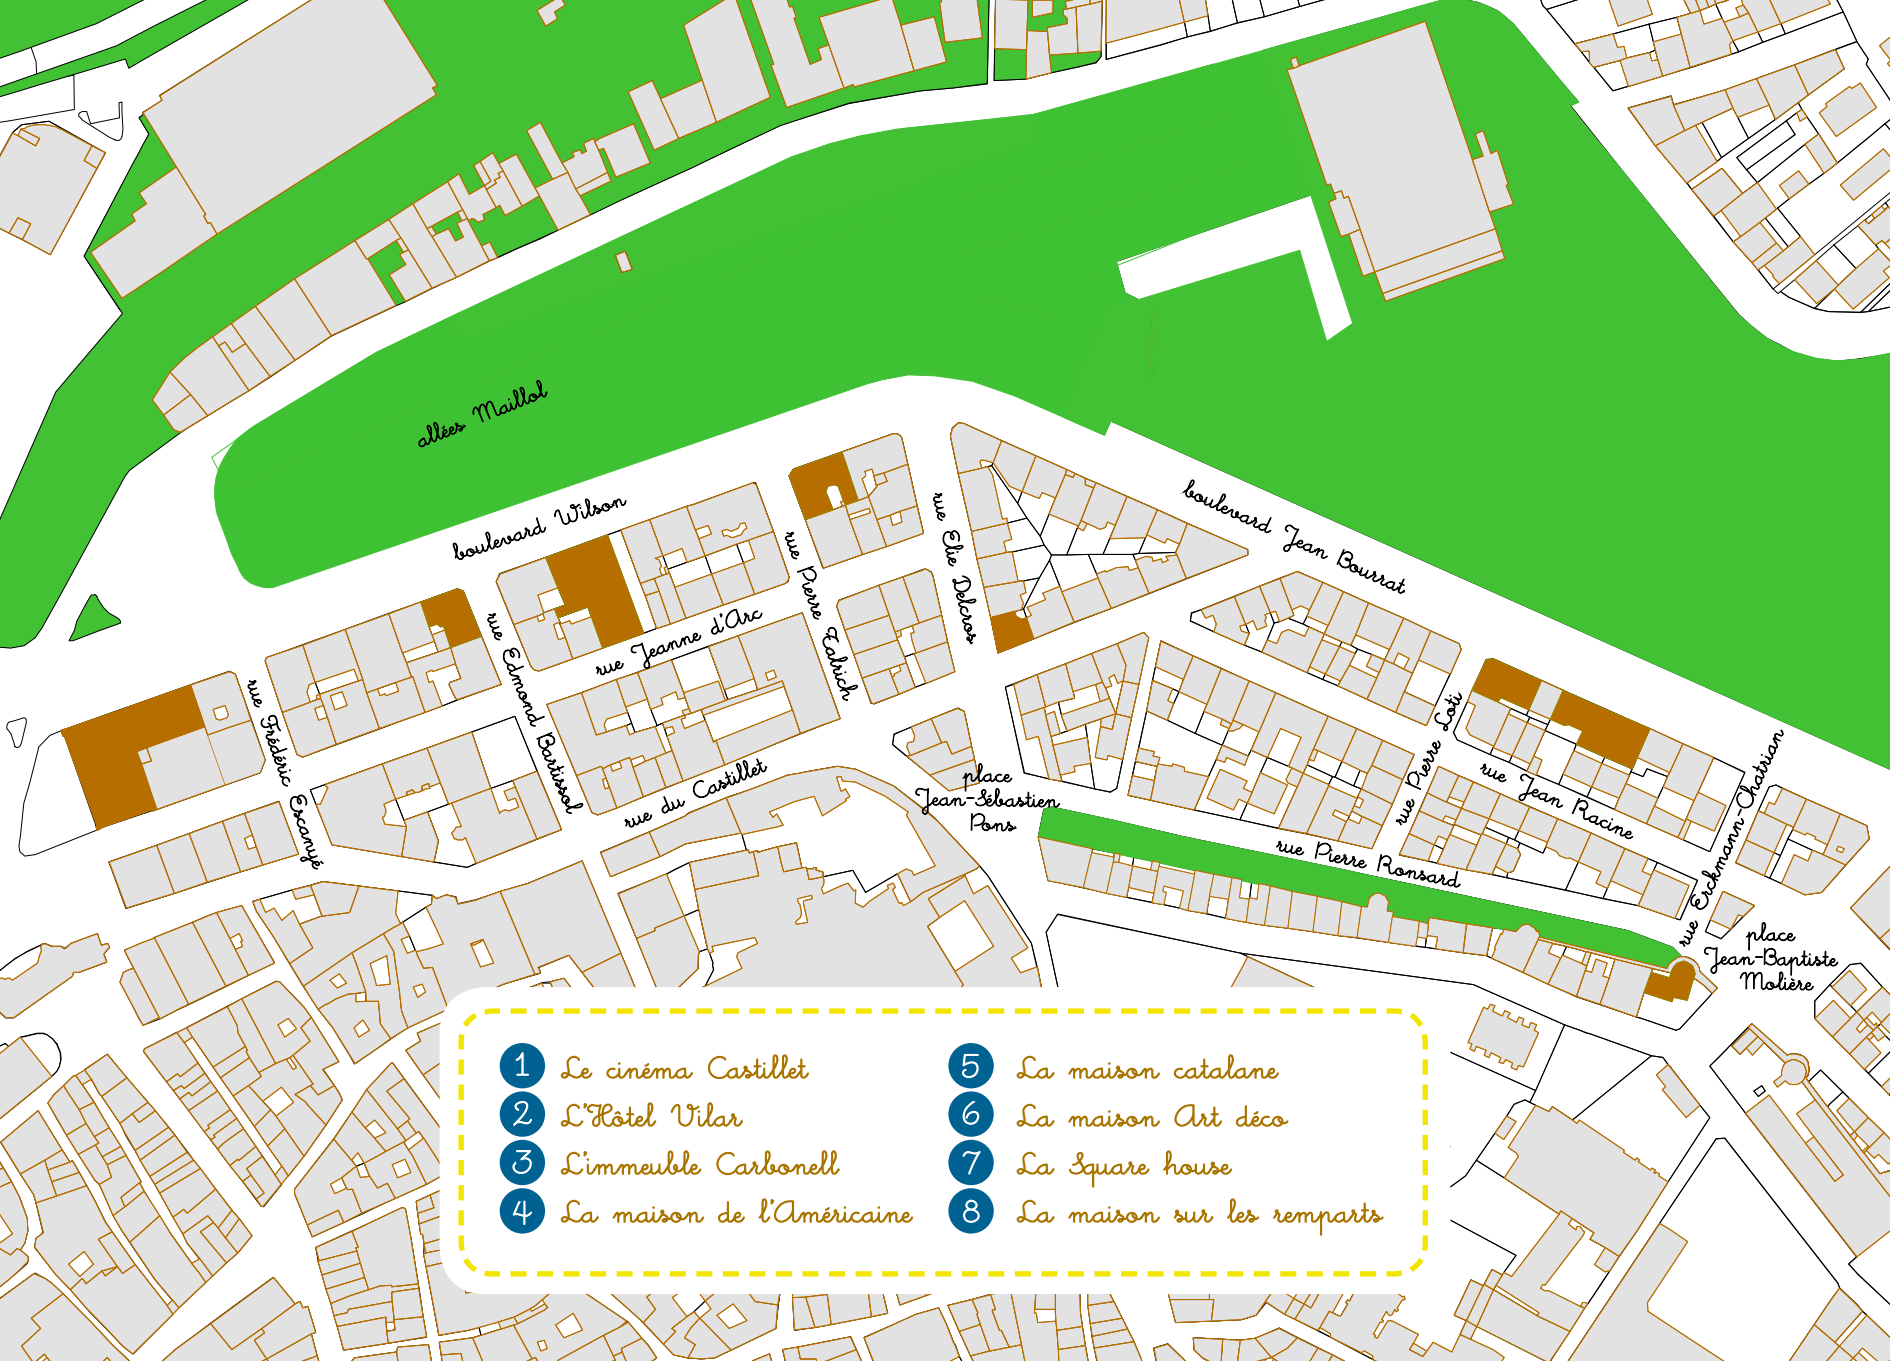 allées Maillol
boulevard Wilson
boulevard Jean Bourrat
rue Elie Delcros
rue Pierre Talrich
rue Jeanne d'Arc
rue Edmond Bartissol
rue Frédéric Escanyé
rue du Castillet
place
Jean-Sébastien
Pons
rue Pierre Loti
rue Jean Racine
rue Pierre Ronsard
rue Erckmann-Chatrian
place
Jean-Baptiste
Molière
1 Le cinéma Castillet
2 L'Hôtel Vilar
3 L'immeuble Carbonell
4 La maison de l'Américaine
5 La maison catalane
6 La maison Art déco
7 La Square house
8 La maison sur les remparts